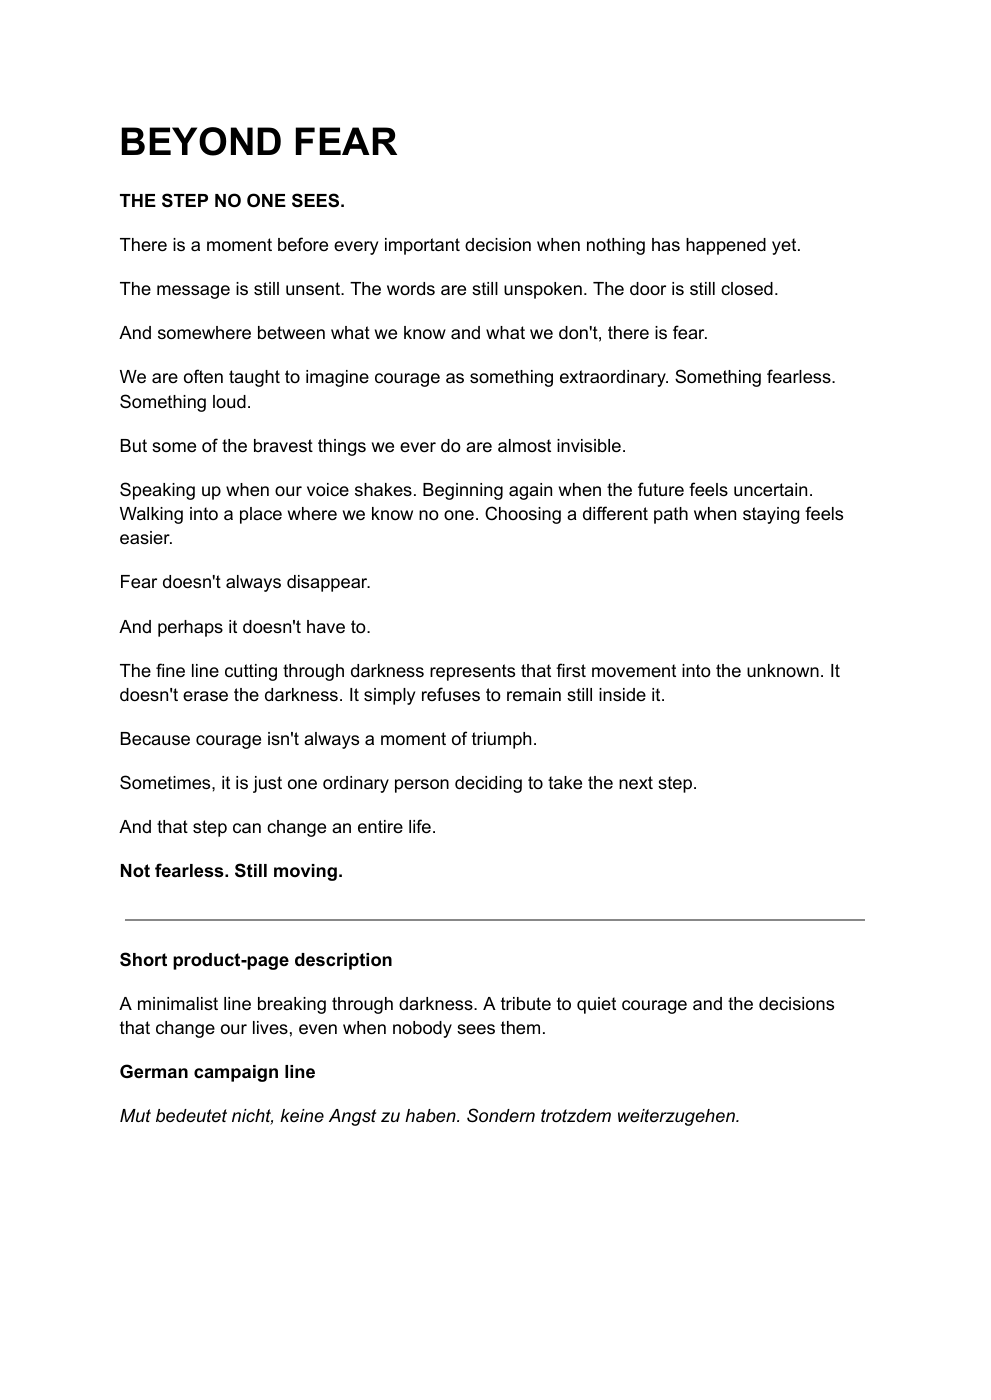 BEYOND FEAR
THE STEP NO ONE SEES.
There is a moment before every important decision when nothing has happened yet.
The message is still unsent. The words are still unspoken. The door is still closed.
And somewhere between what we know and what we don't, there is fear.
We are often taught to imagine courage as something extraordinary. Something fearless.
Something loud.
But some of the bravest things we ever do are almost invisible.
Speaking up when our voice shakes. Beginning again when the future feels uncertain.
Walking into a place where we know no one. Choosing a different path when staying feels
easier.
Fear doesn't always disappear.
And perhaps it doesn't have to.
The fine line cutting through darkness represents that first movement into the unknown. It
doesn't erase the darkness. It simply refuses to remain still inside it.
Because courage isn't always a moment of triumph.
Sometimes, it is just one ordinary person deciding to take the next step.
And that step can change an entire life.
Not fearless. Still moving.
Short product-page description
A minimalist line breaking through darkness. A tribute to quiet courage and the decisions
that change our lives, even when nobody sees them.
German campaign line
Mut bedeutet nicht, keine Angst zu haben. Sondern trotzdem weiterzugehen.